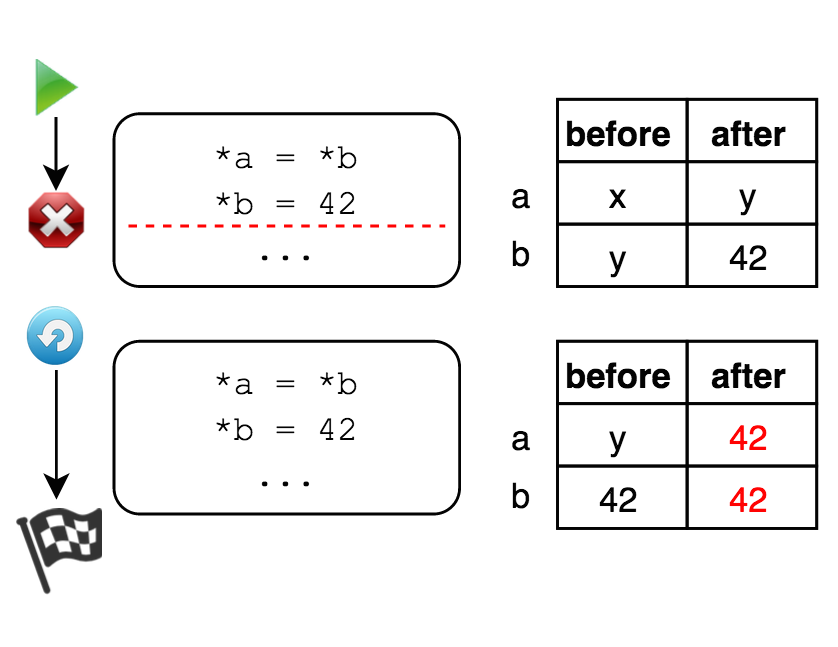 *a = *b
*b = 42
...
before after
a x y
b y 42
*a = *b
*b = 42
...
before after
a y 42
b 42 42